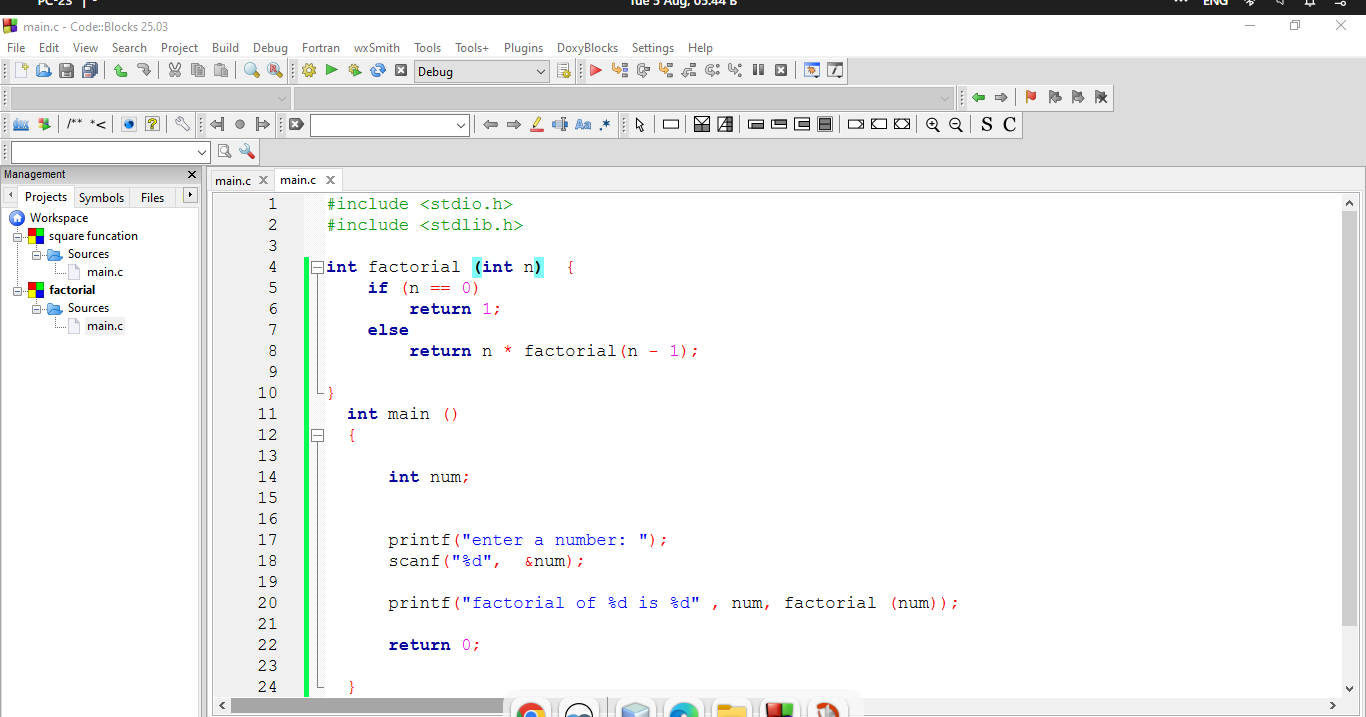 PC-23
Tue 5 Aug, 03:44 B
ENG
main.c - Code::Blocks 25.03
File Edit View Search Project Build Debug Fortran wxSmith Tools Tools+ Plugins DoxyBlocks Settings Help
Debug
/** *<
Aa .*
S C
Management
main.c
main.c
Projects Symbols Files
Workspace
square funcation
Sources
main.c
factorial
Sources
main.c
1 #include <stdio.h>
2 #include <stdlib.h>
3
4 int factorial (int n) {
5 if (n == 0)
6 return 1;
7 else
8 return n * factorial(n - 1);
9
10 }
11 int main ()
12 {
13
14 int num;
15
16
17 printf("enter a number: ");
18 scanf("%d", &num);
19
20 printf("factorial of %d is %d" , num, factorial (num));
21
22 return 0;
23
24 }